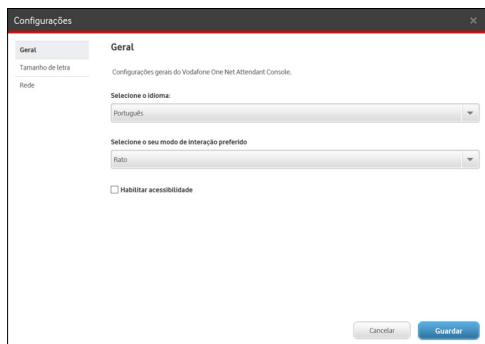 Configurações
Geral
Tamanho de letra
Rede
Geral
Configurações gerais do Vodafone One Net Attendant Console.
Selecione o idioma:
Português
Selecione o seu modo de interação preferido
Rato
Habilitar acessibilidade
Cancelar
Guardar